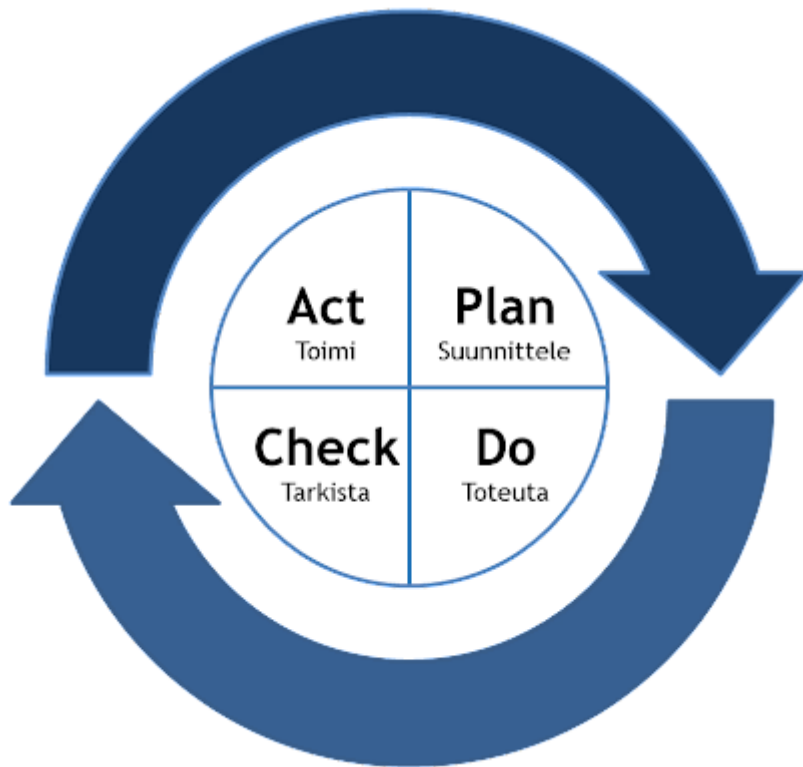 Act
Toimi
Plan
Suunnittele
Check
Tarkista
Do
Toteuta